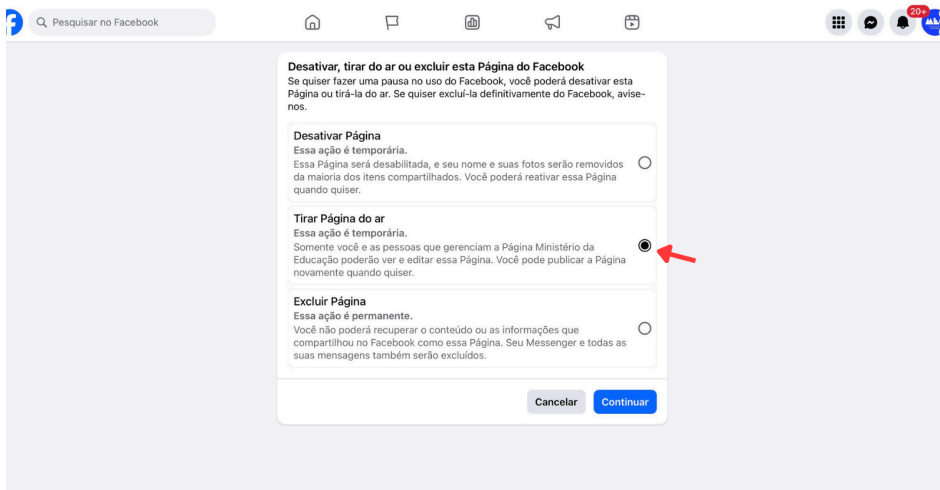 Pesquisar no Facebook
20+
Desativar, tirar do ar ou excluir esta Página do Facebook
Se quiser fazer uma pausa no uso do Facebook, você poderá desativar esta
Página ou tirá-la do ar. Se quiser excluí-la definitivamente do Facebook, avise-
nos.
Desativar Página
Essa ação é temporária.
Essa Página será desabilitada, e seu nome e suas fotos serão removidos
da maioria dos itens compartilhados. Você poderá reativar essa Página
quando quiser.
Tirar Página do ar
Essa ação é temporária.
Somente você e as pessoas que gerenciam a Página Ministério da
Educação poderão ver e editar essa Página. Você pode publicar a Página
novamente quando quiser.
Excluir Página
Essa ação é permanente.
Você não poderá recuperar o conteúdo ou as informações que
compartilhou no Facebook como essa Página. Seu Messenger e todas as
suas mensagens também serão excluídos.
Cancelar
Continuar